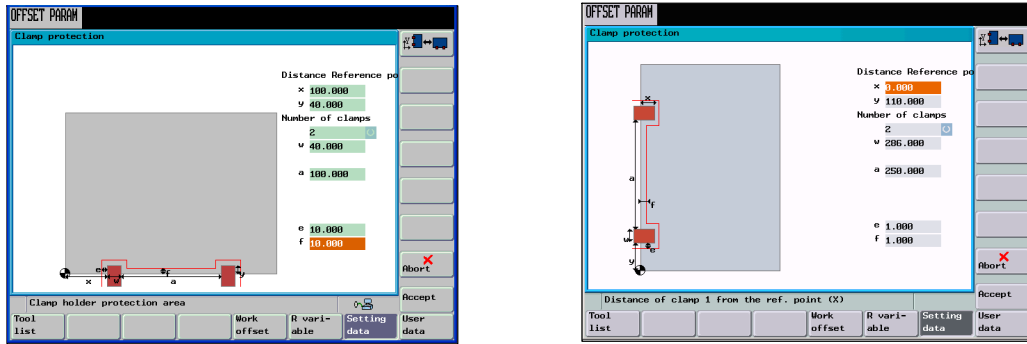 OFFSET PARAM
Clamp protection
Distance Reference po
x 100.000
y 40.000
Number of clamps
2
w 40.000
a 100.000
e 10.000
f 10.000
e f y
x w a
Abort
Clamp holder protection area
Accept
Tool list
Work offset
R vari-able
Setting data
User data
OFFSET PARAM
Clamp protection
Distance Reference po
x 0.000
y 110.000
Number of clamps
2
w 286.000
a 250.000
e 1.000
f 1.000
x
a
f
w
e
y
Abort
Distance of clamp 1 from the ref. point (X)
Accept
Tool list
Work offset
R vari-able
Setting data
User data